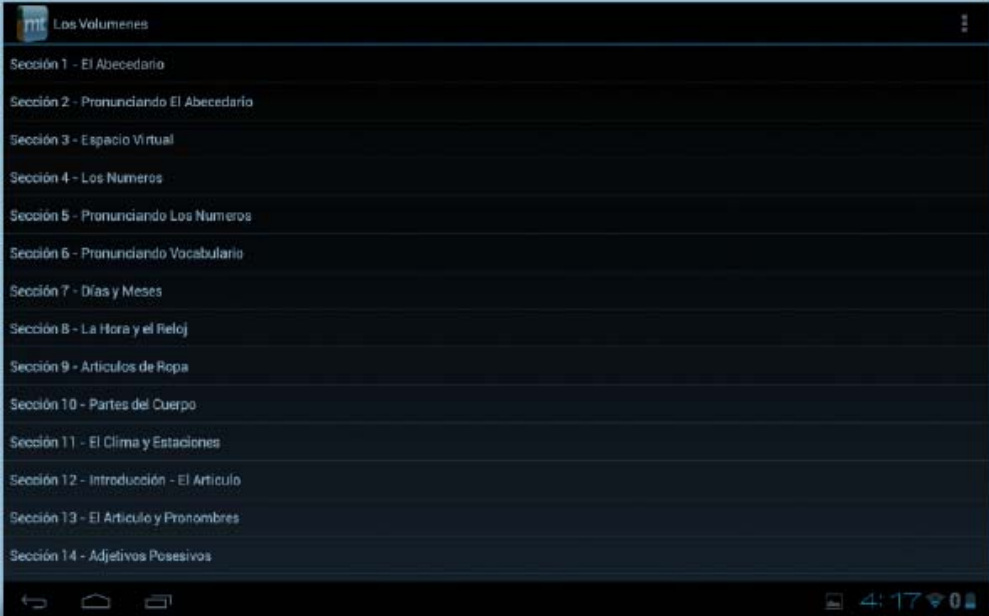 mt Los Volumenes
Sección 1 - El Abecedario
Sección 2 - Pronunciando El Abecedario
Sección 3 - Espacio Virtual
Sección 4 - Los Numeros
Sección 5 - Pronunciando Los Numeros
Sección 6 - Pronunciando Vocabulario
Sección 7 - Días y Meses
Sección 8 - La Hora y el Reloj
Sección 9 - Articulos de Ropa
Sección 10 - Partes del Cuerpo
Sección 11 - El Clima y Estaciones
Sección 12 - Introducción - El Articulo
Sección 13 - El Articulo y Pronombres
Sección 14 - Adjetivos Posesivos
4:17